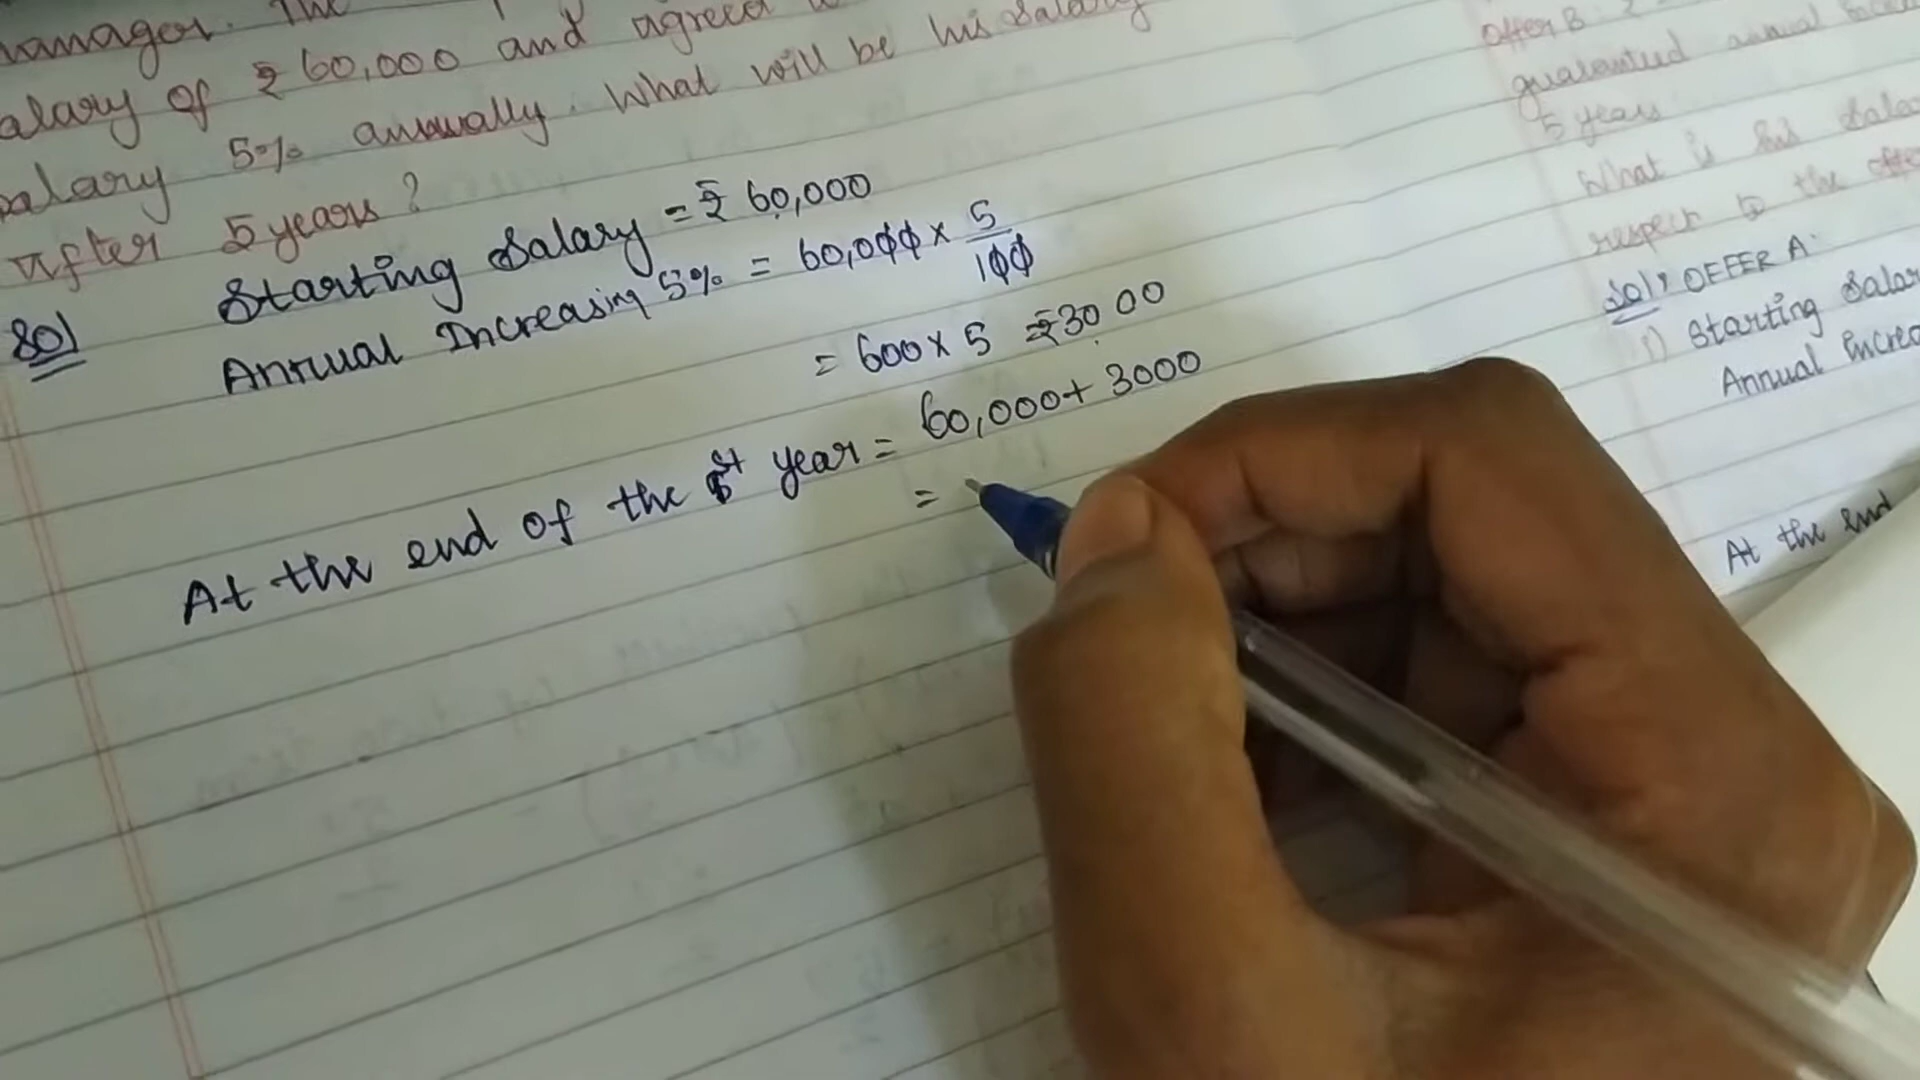 manager. The
salary of ₹ 60,000 and agreed
salary 5% annually. What will be his salary
after 5 years?
Sol Starting Salary = ₹ 60,000
Annual Increasing 5% = 60,000 × 5/100
= 600 × 5 = ₹3000
At the end of the 1st year = 60,000 + 3000
=
Offer B: ₹
guaranteed annual
5 years
What is his salary
respect to the offer
Sol, OFFER A:
i) Starting Salar
Annual Increa
At the end